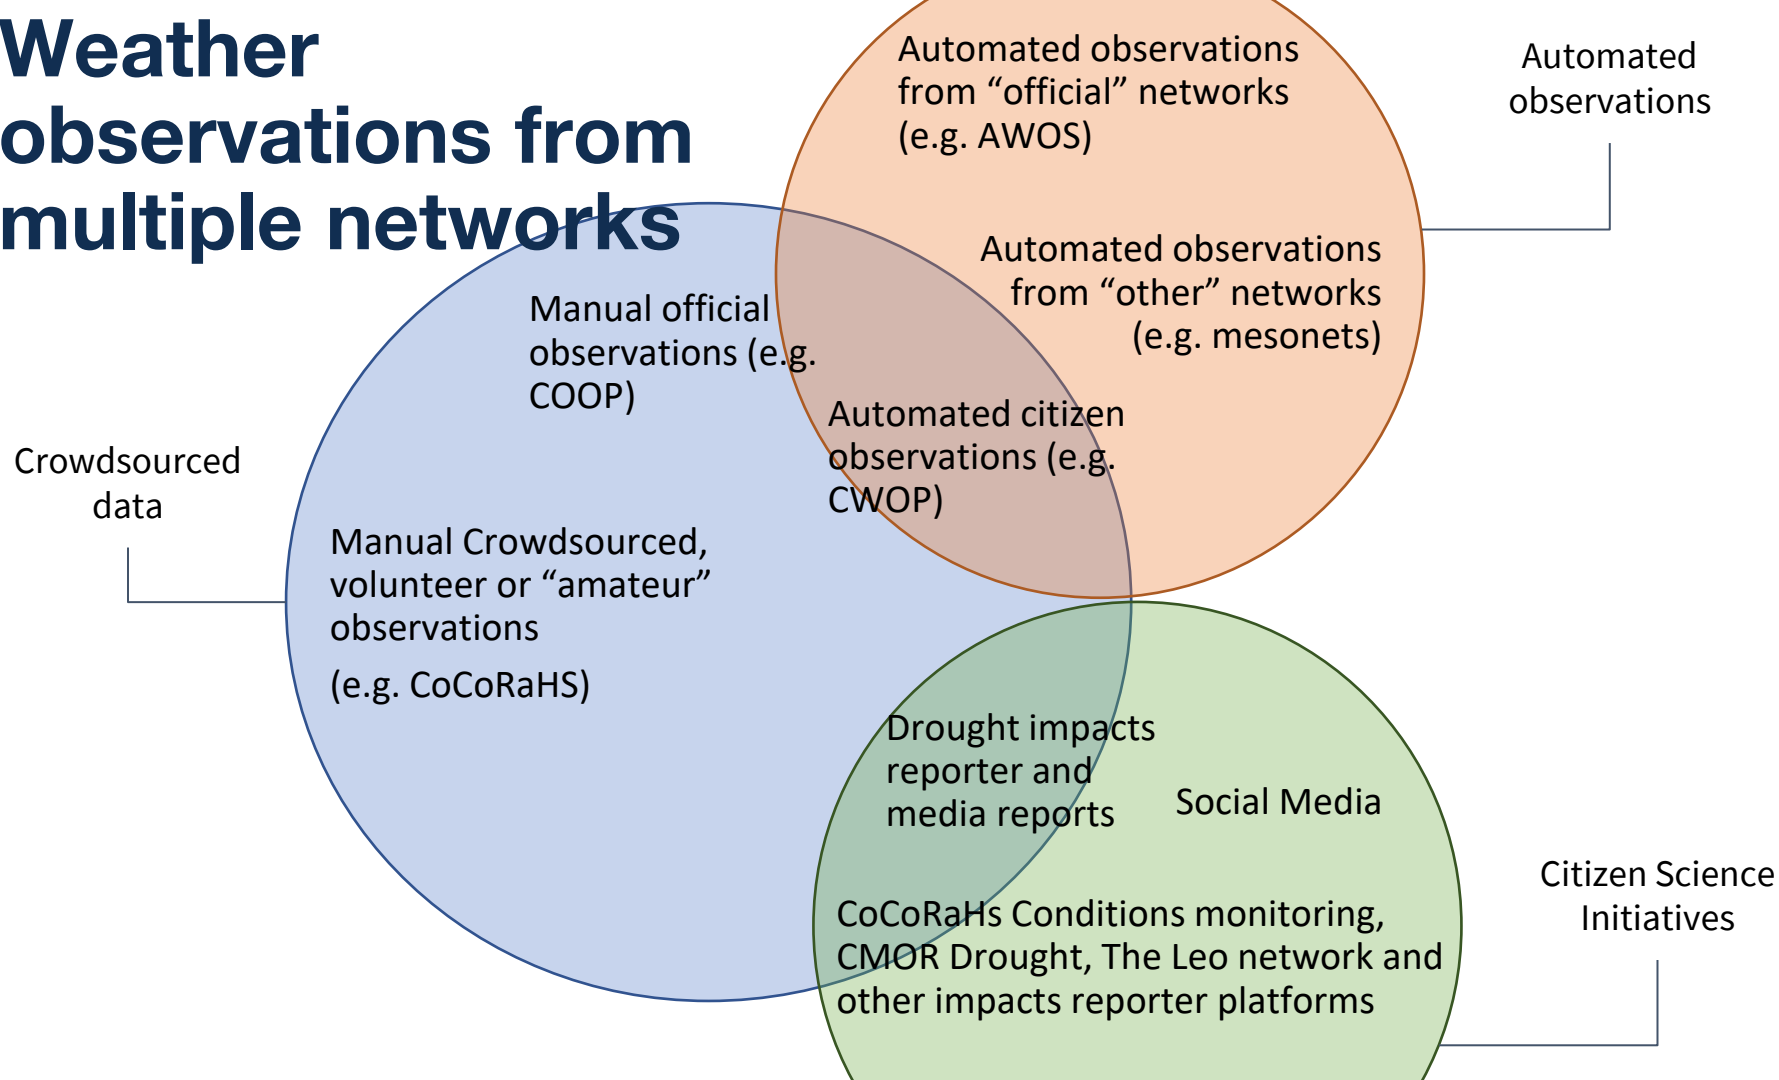 Weather
observations from
multiple networks
Automated observations
from “official” networks
(e.g. AWOS)
Automated
observations
Automated observations
from “other” networks
(e.g. mesonets)
Manual official
observations (e.g.
COOP)
Automated citizen
observations (e.g.
CWOP)
Crowdsourced
data
Manual Crowdsourced,
volunteer or “amateur”
observations
(e.g. CoCoRaHS)
Drought impacts
reporter and
media reports
Social Media
Citizen Science
Initiatives
CoCoRaHs Conditions monitoring,
CMOR Drought, The Leo network and
other impacts reporter platforms